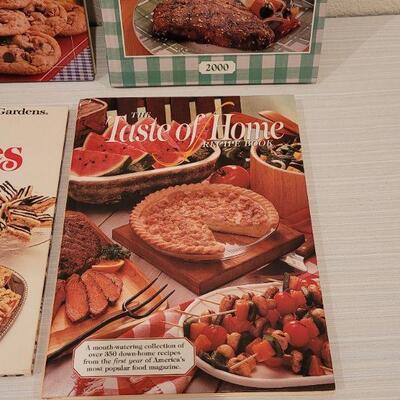 2000
Gardens.
THE
Taste of Home
RECIPE BOOK
A mouth-watering collection of
over 350 down-home recipes
from the first year of America's
most popular food magazine.